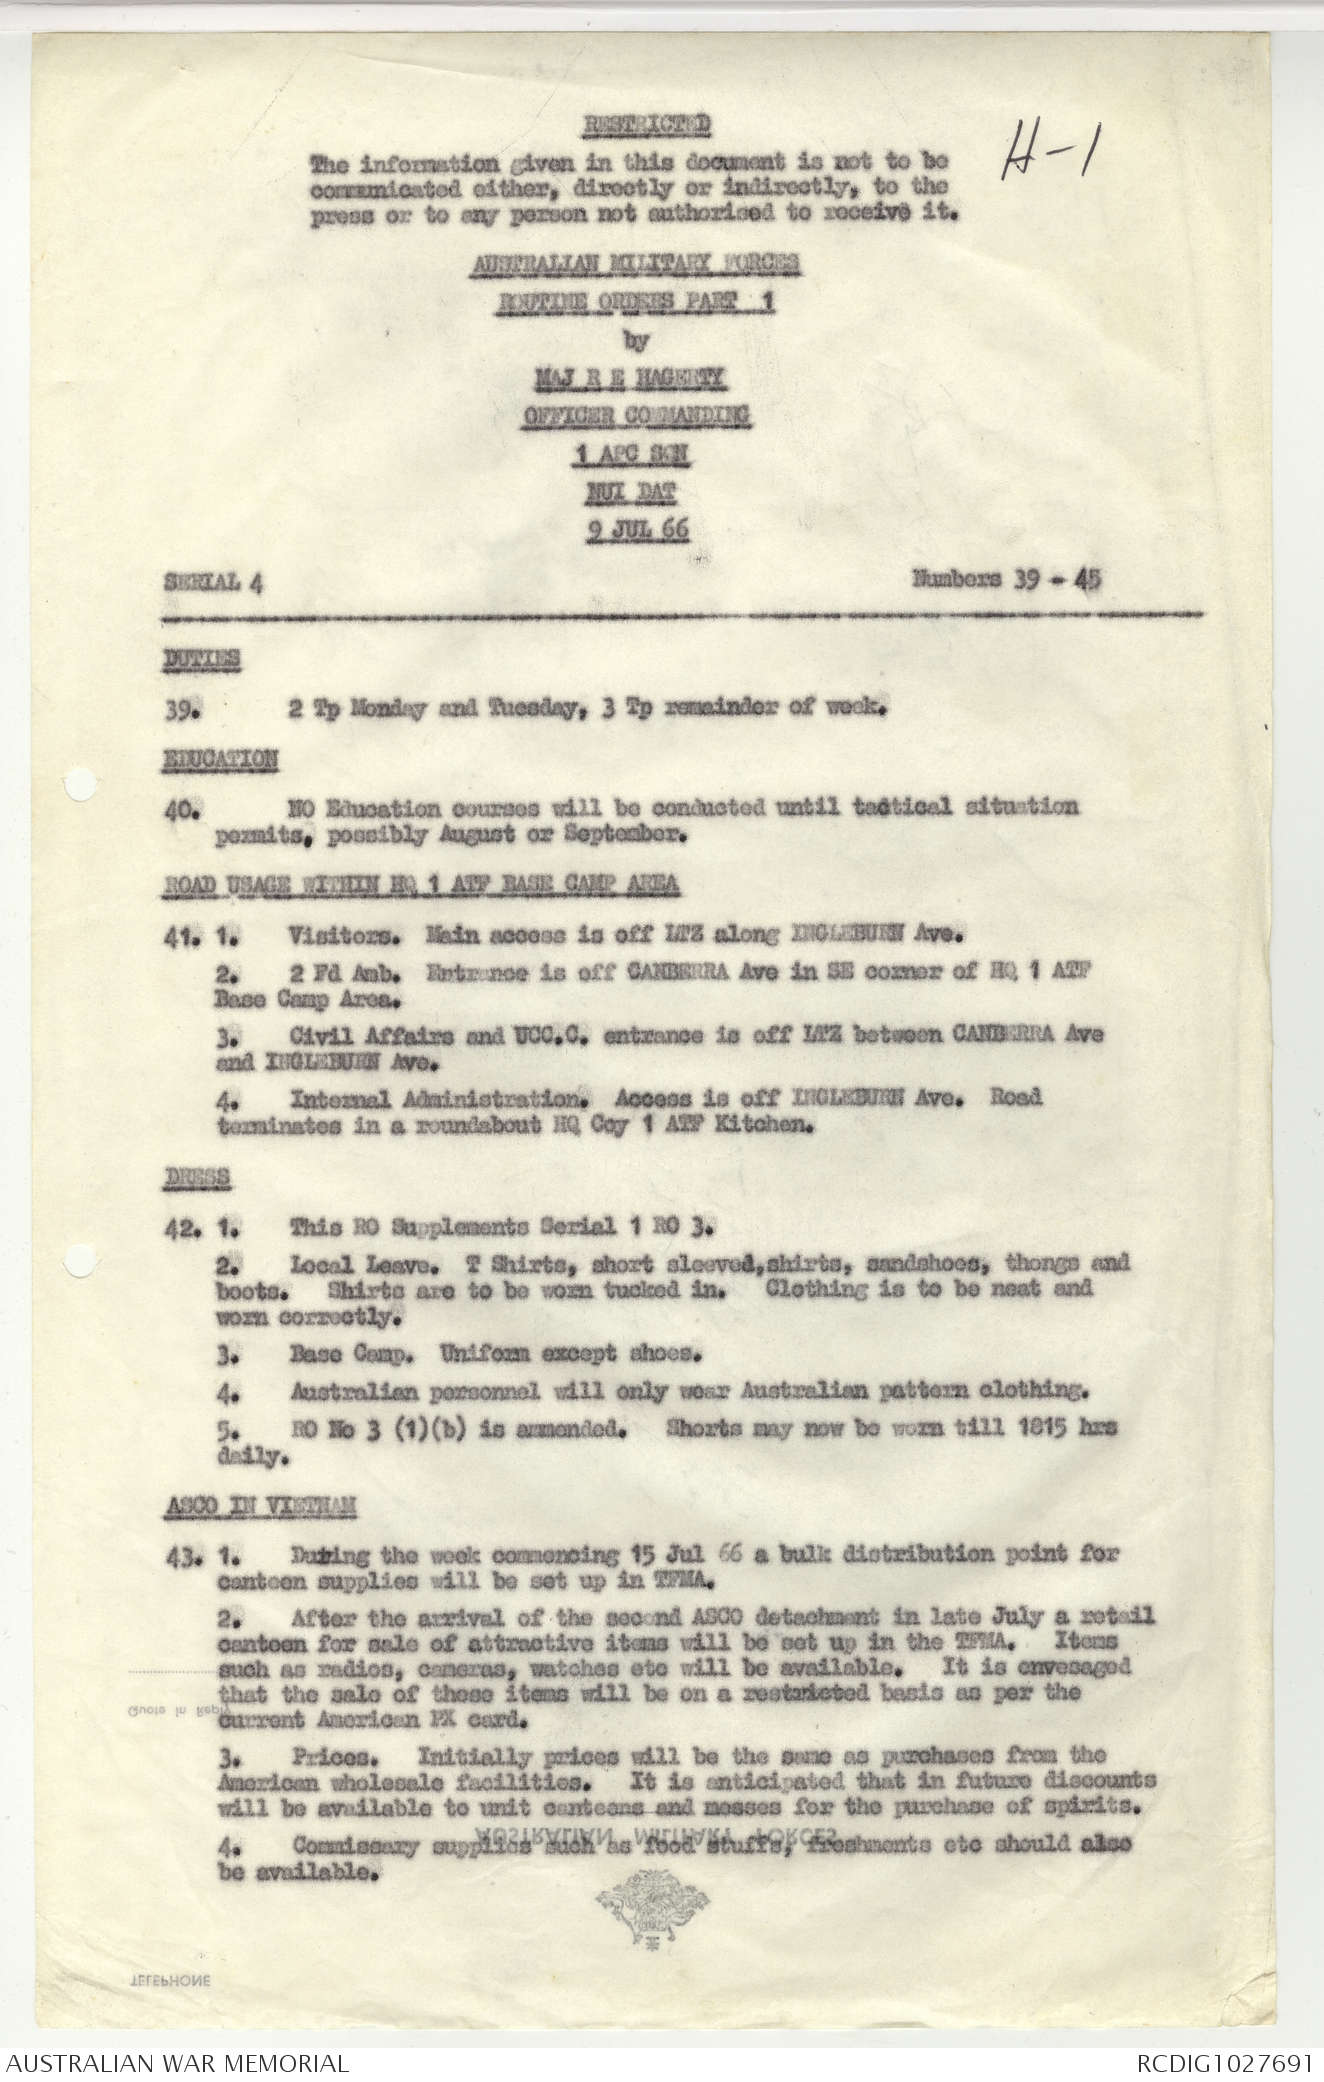 RESTRICTED
H-1
The information given in this document is not to be
communicated either, directly or indirectly, to the
press or to any person not authorised to receive it.
AUSTRALIAN MILITARY FORCES
ROUTINE ORDERS PART 1
by
MAJ R E HAGERTY
OFFICER COMMANDING
1 APC SQN
NUI DAT
9 JUL 66
SERIAL 4 Numbers 39 - 45
DUTIES
39. 2 Tp Monday and Tuesday, 3 Tp remainder of week.
EDUCATION
40. NO Education courses will be conducted until tactical situation
permits, possibly August or September.
ROAD USAGE WITHIN HQ 1 ATF BASE CAMP AREA
41. 1. Visitors. Main access is off LTZ along INGLEBURN Ave.
2. 2 Fd Amb. Entrance is off CANBERRA Ave in SE corner of HQ 1 ATF
Base Camp Area.
3. Civil Affairs and UCC.C. entrance is off LTZ between CANBERRA Ave
and INGLEBURN Ave.
4. Internal Administration. Access is off INGLEBURN Ave. Road
terminates in a roundabout HQ Coy 1 ATF Kitchen.
DRESS
42. 1. This RO Supplements Serial 1 RO 3.
2. Local Leave. T Shirts, short sleeved,shirts, sandshoes, thongs and
boots. Shirts are to be worn tucked in. Clothing is to be neat and
worn correctly.
3. Base Camp. Uniform except shoes.
4. Australian personnel will only wear Australian pattern clothing.
5. RO No 3 (1)(b) is ammended. Shorts may now be worn till 1815 hrs
daily.
ASCO IN VIETNAM
43. 1. During the week commencing 15 Jul 66 a bulk distribution point for
canteen supplies will be set up in TFMA.
2. After the arrival of the second ASCO detachment in late July a retail
canteen for sale of attractive items will be set up in the TFMA. Items
such as radios, cameras, watches etc will be available. It is envesaged
that the sale of these items will be on a restricted basis as per the
Quote in Reply
current American PX card.
3. Prices. Initially prices will be the same as purchases from the
American wholesale facilities. It is anticipated that in future discounts
will be available to unit canteens and messes for the purchase of spirits.
AUSTRALIAN MILITARY FORCES
4. Commissary supplies such as food stuffs, freshments etc should also
be available.
TELEPHONE
AUSTRALIAN WAR MEMORIAL RCDIG1027691